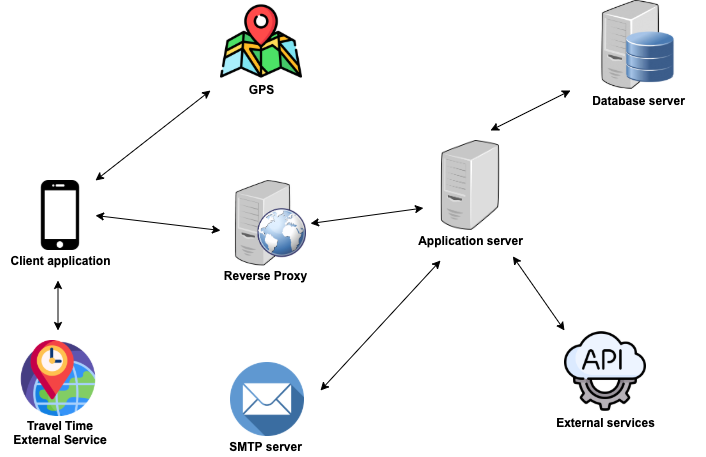 GPS
Database server
Application server
Client application
Reverse Proxy
API
Travel Time
External Service
SMTP server
External services